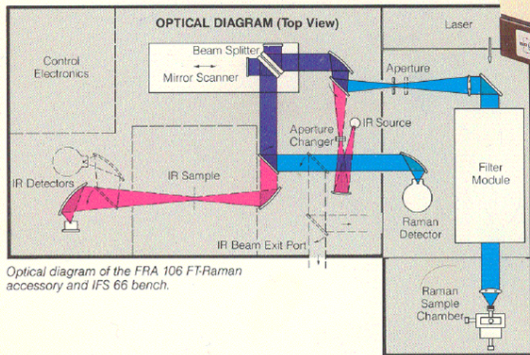 OPTICAL DIAGRAM (Top View)
Laser
Control
Electronics
Beam Splitter
Mirror Scanner
Aperture
Aperture
Changer
IR Source
IR Detectors
IR Sample
Filter
Module
Raman
Detector
IR Beam Exit Port
Raman
Sample
Chamber
Optical diagram of the FRA 106 FT-Raman
accessory and IFS 66 bench.